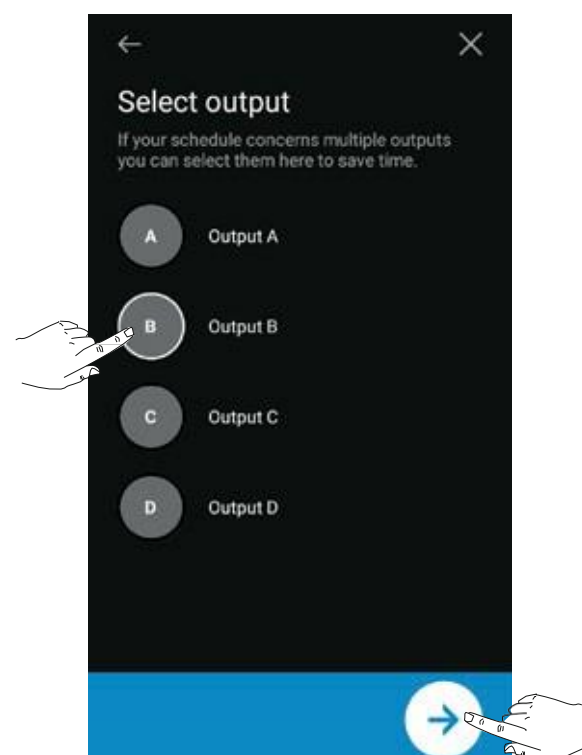 Select output
If your schedule concerns multiple outputs
you can select them here to save time.
A Output A
B Output B
C Output C
D Output D